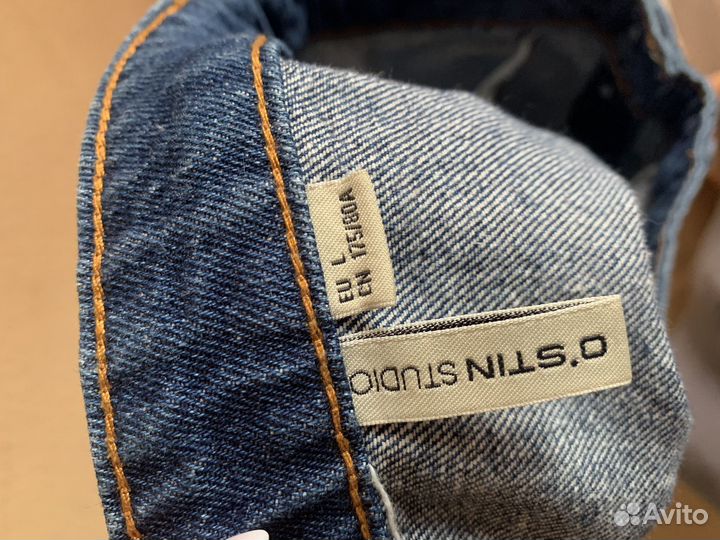 EU L
CN 175/80A
O'STIN STUDIO
Avito